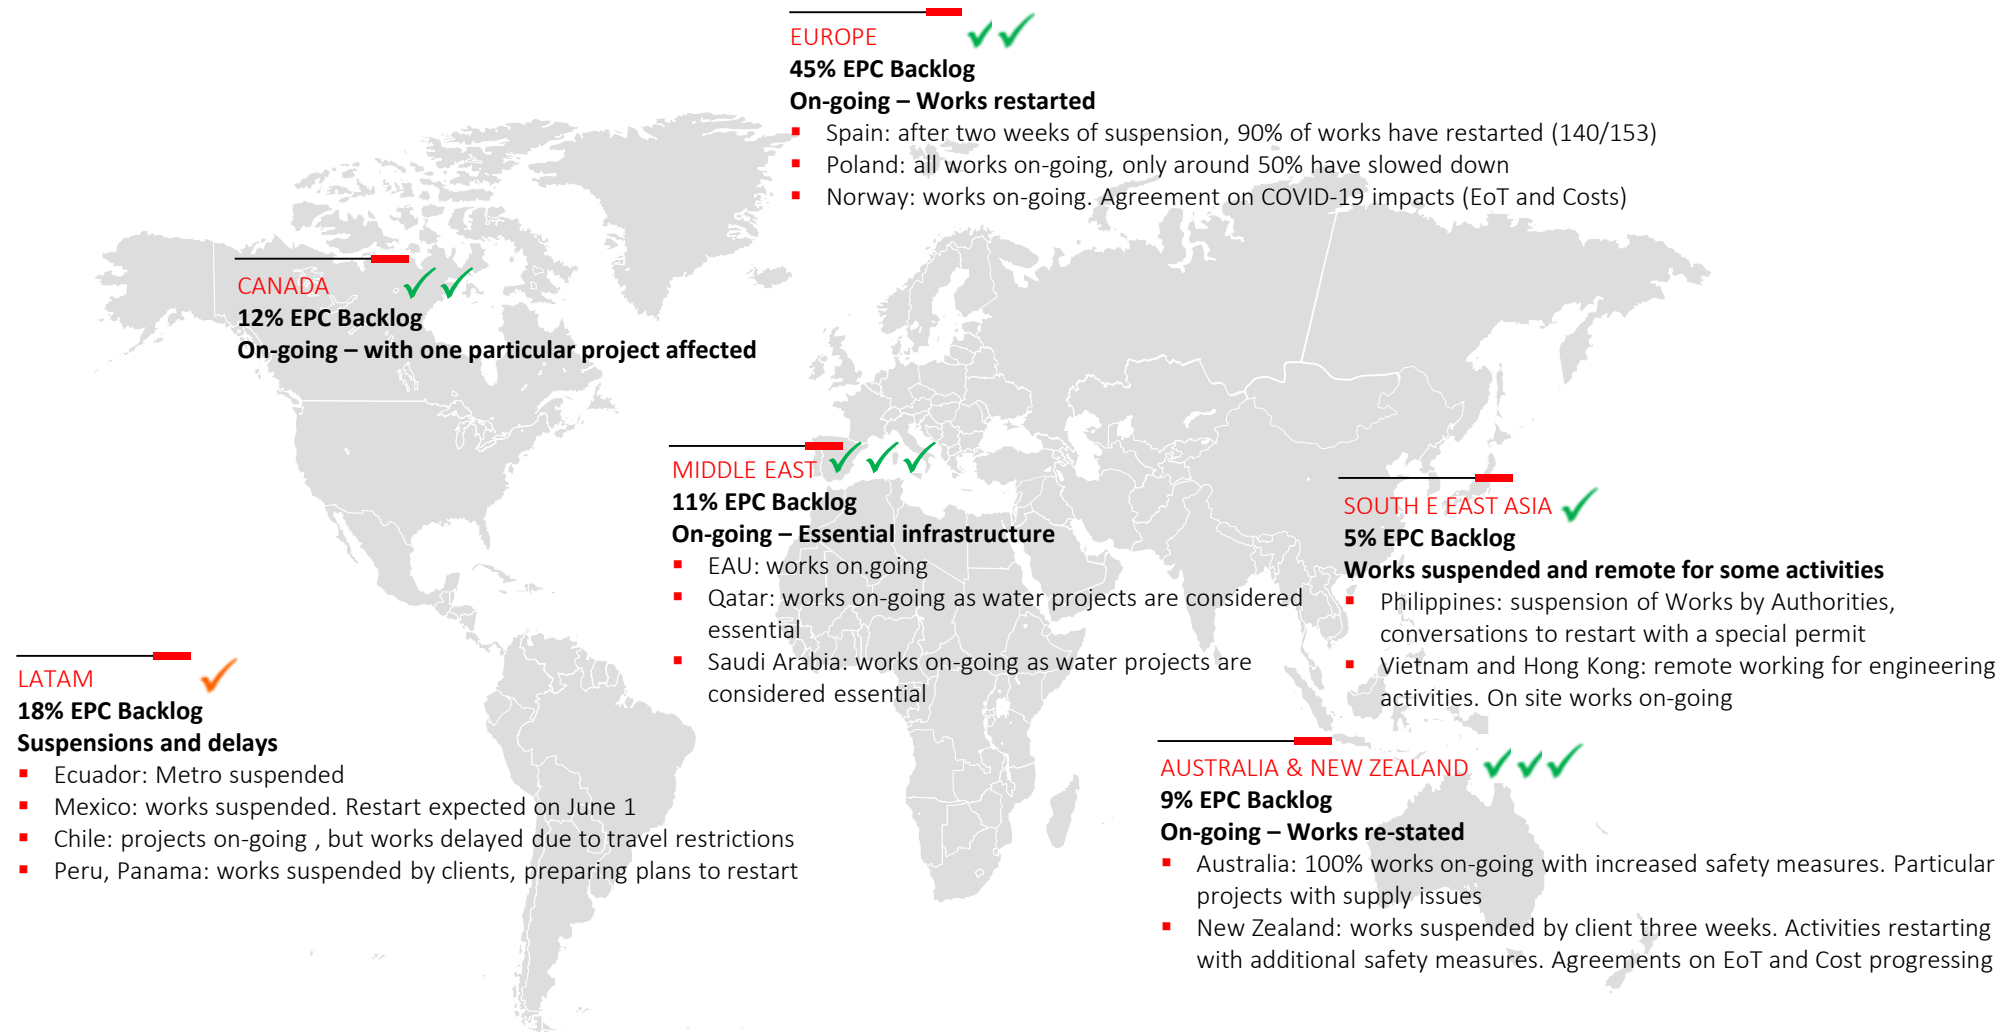 EUROPE
45% EPC Backlog
On-going – Works restarted
▪ Spain: after two weeks of suspension, 90% of works have restarted (140/153)
▪ Poland: all works on-going, only around 50% have slowed down
▪ Norway: works on-going. Agreement on COVID-19 impacts (EoT and Costs)
CANADA
12% EPC Backlog
On-going – with one particular project affected
MIDDLE EAST
11% EPC Backlog
On-going – Essential infrastructure
▪ EAU: works on.going
▪ Qatar: works on-going as water projects are considered
essential
▪ Saudi Arabia: works on-going as water projects are
considered essential
SOUTH E EAST ASIA
5% EPC Backlog
Works suspended and remote for some activities
▪ Philippines: suspension of Works by Authorities,
conversations to restart with a special permit
▪ Vietnam and Hong Kong: remote working for engineering
activities. On site works on-going
LATAM
18% EPC Backlog
Suspensions and delays
▪ Ecuador: Metro suspended
▪ Mexico: works suspended. Restart expected on June 1
▪ Chile: projects on-going , but works delayed due to travel restrictions
▪ Peru, Panama: works suspended by clients, preparing plans to restart
AUSTRALIA & NEW ZEALAND
9% EPC Backlog
On-going – Works re-stated
▪ Australia: 100% works on-going with increased safety measures. Particular
projects with supply issues
▪ New Zealand: works suspended by client three weeks. Activities restarting
with additional safety measures. Agreements on EoT and Cost progressing